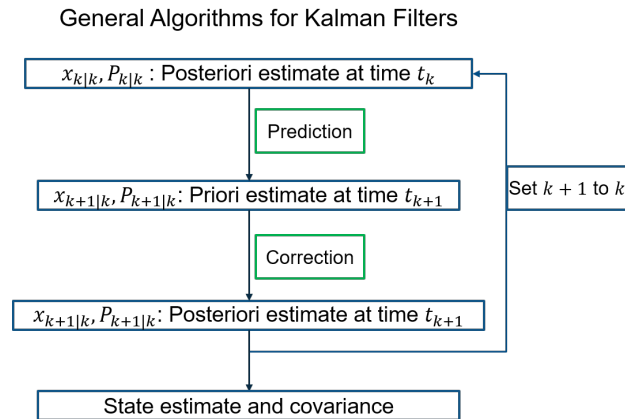 General Algorithms for Kalman Filters
x_{k|k}, P_{k|k} : Posteriori estimate at time t_k
Prediction
x_{k+1|k}, P_{k+1|k}: Priori estimate at time t_{k+1}
Set k + 1 to k
Correction
x_{k+1|k}, P_{k+1|k}: Posteriori estimate at time t_{k+1}
State estimate and covariance